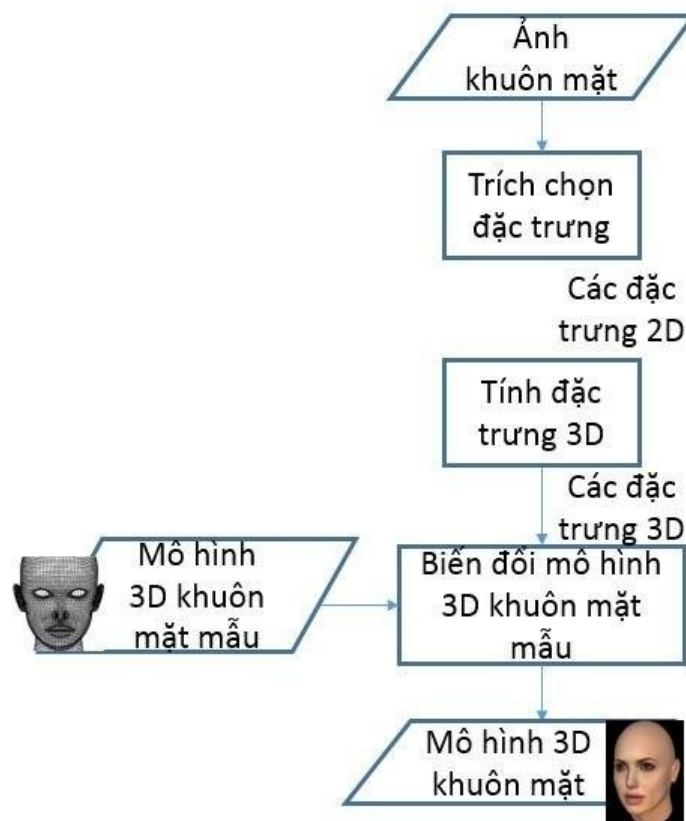 Ảnh
khuôn mặt
Trích chọn
đặc trưng
Các đặc
trưng 2D
Tính đặc
trưng 3D
Các đặc
trưng 3D
Mô hình
3D khuôn
mặt mẫu
Biến đổi mô hình
3D khuôn mặt
mẫu
Mô hình 3D
khuôn mặt